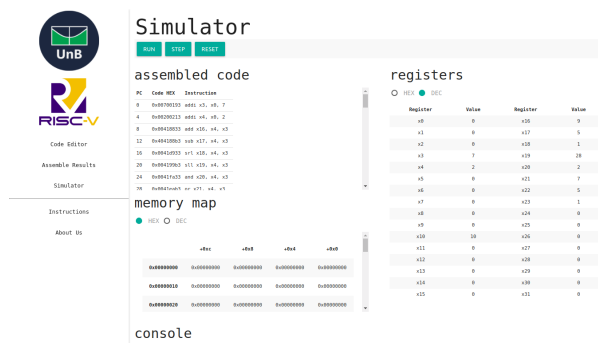 UnB
RISC-V
Code Editor
Assemble Results
Simulator
Instructions
About Us
Simulator
RUN STEP RESET
assembled code
PC Code HEX Instruction
0 0x00700193 addi x3, x0, 7
4 0x00200213 addi x4, x0, 2
8 0x00418833 add x16, x4, x3
12 0x404188b3 sub x17, x4, x3
16 0x0041d933 srl x18, x4, x3
20 0x004199b3 sll x19, x4, x3
24 0x0041fa33 and x20, x4, x3
28 0x0041eab3 or x21, x4, x3
memory map
HEX DEC
+0xc +0x8 +0x4 +0x0
0x00000000 0x00000000 0x00000000 0x00000000 0x00000000
0x00000010 0x00000000 0x00000000 0x00000000 0x00000000
0x00000020 0x00000000 0x00000000 0x00000000 0x00000000
console
registers
HEX DEC
Register Value Register Value
x0 0 x16 9
x1 0 x17 5
x2 0 x18 1
x3 7 x19 28
x4 2 x20 2
x5 0 x21 7
x6 0 x22 5
x7 0 x23 1
x8 0 x24 0
x9 0 x25 0
x10 10 x26 0
x11 0 x27 0
x12 0 x28 0
x13 0 x29 0
x14 0 x30 0
x15 0 x31 0